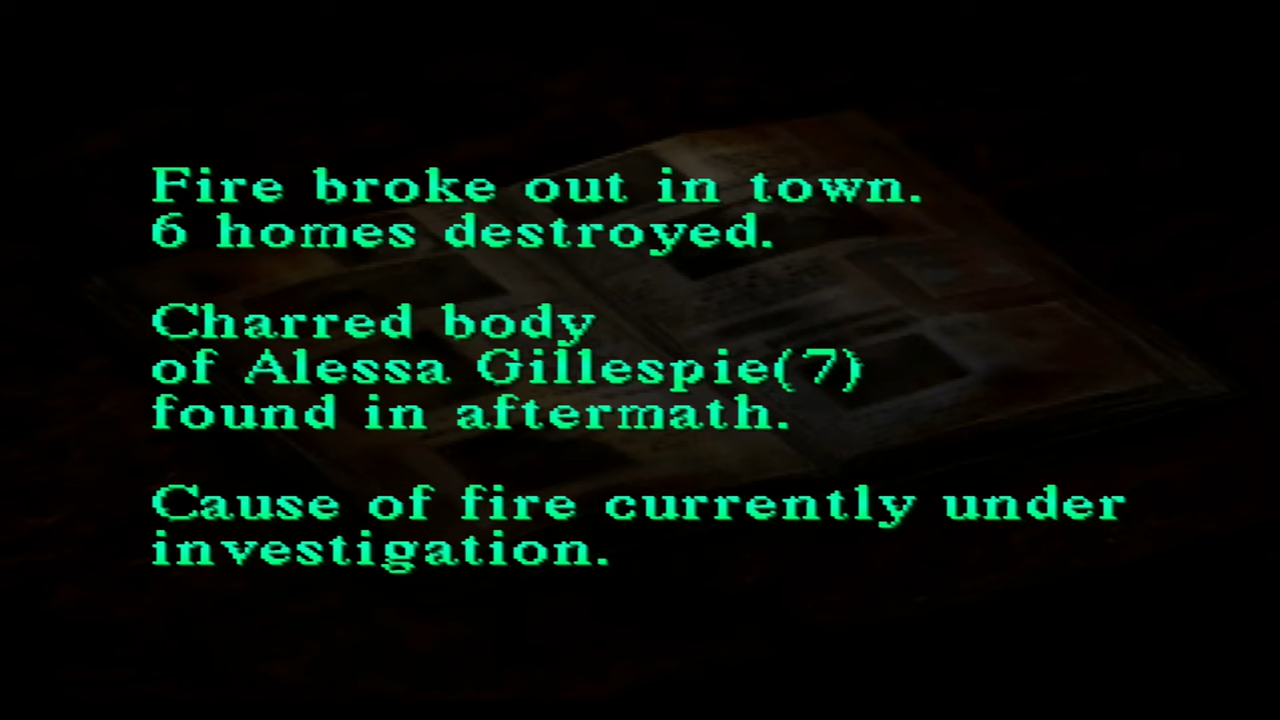 Fire broke out in town.
6 homes destroyed.
Charred body
of Alessa Gillespie(7)
found in aftermath.
Cause of fire currently under
investigation.